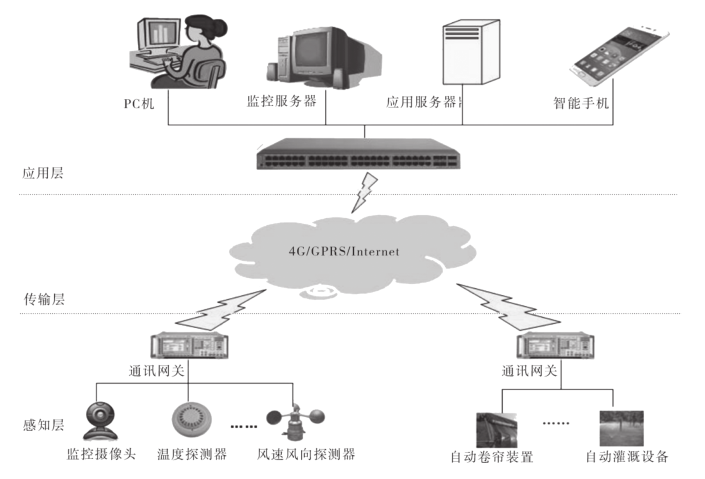 PC机
监控服务器
应用服务器
智能手机
应用层
4G/GPRS/Internet
传输层
通讯网关
通讯网关
感知层
监控摄像头
温度探测器
……
风速风向探测器
自动卷帘装置
……
自动灌溉设备